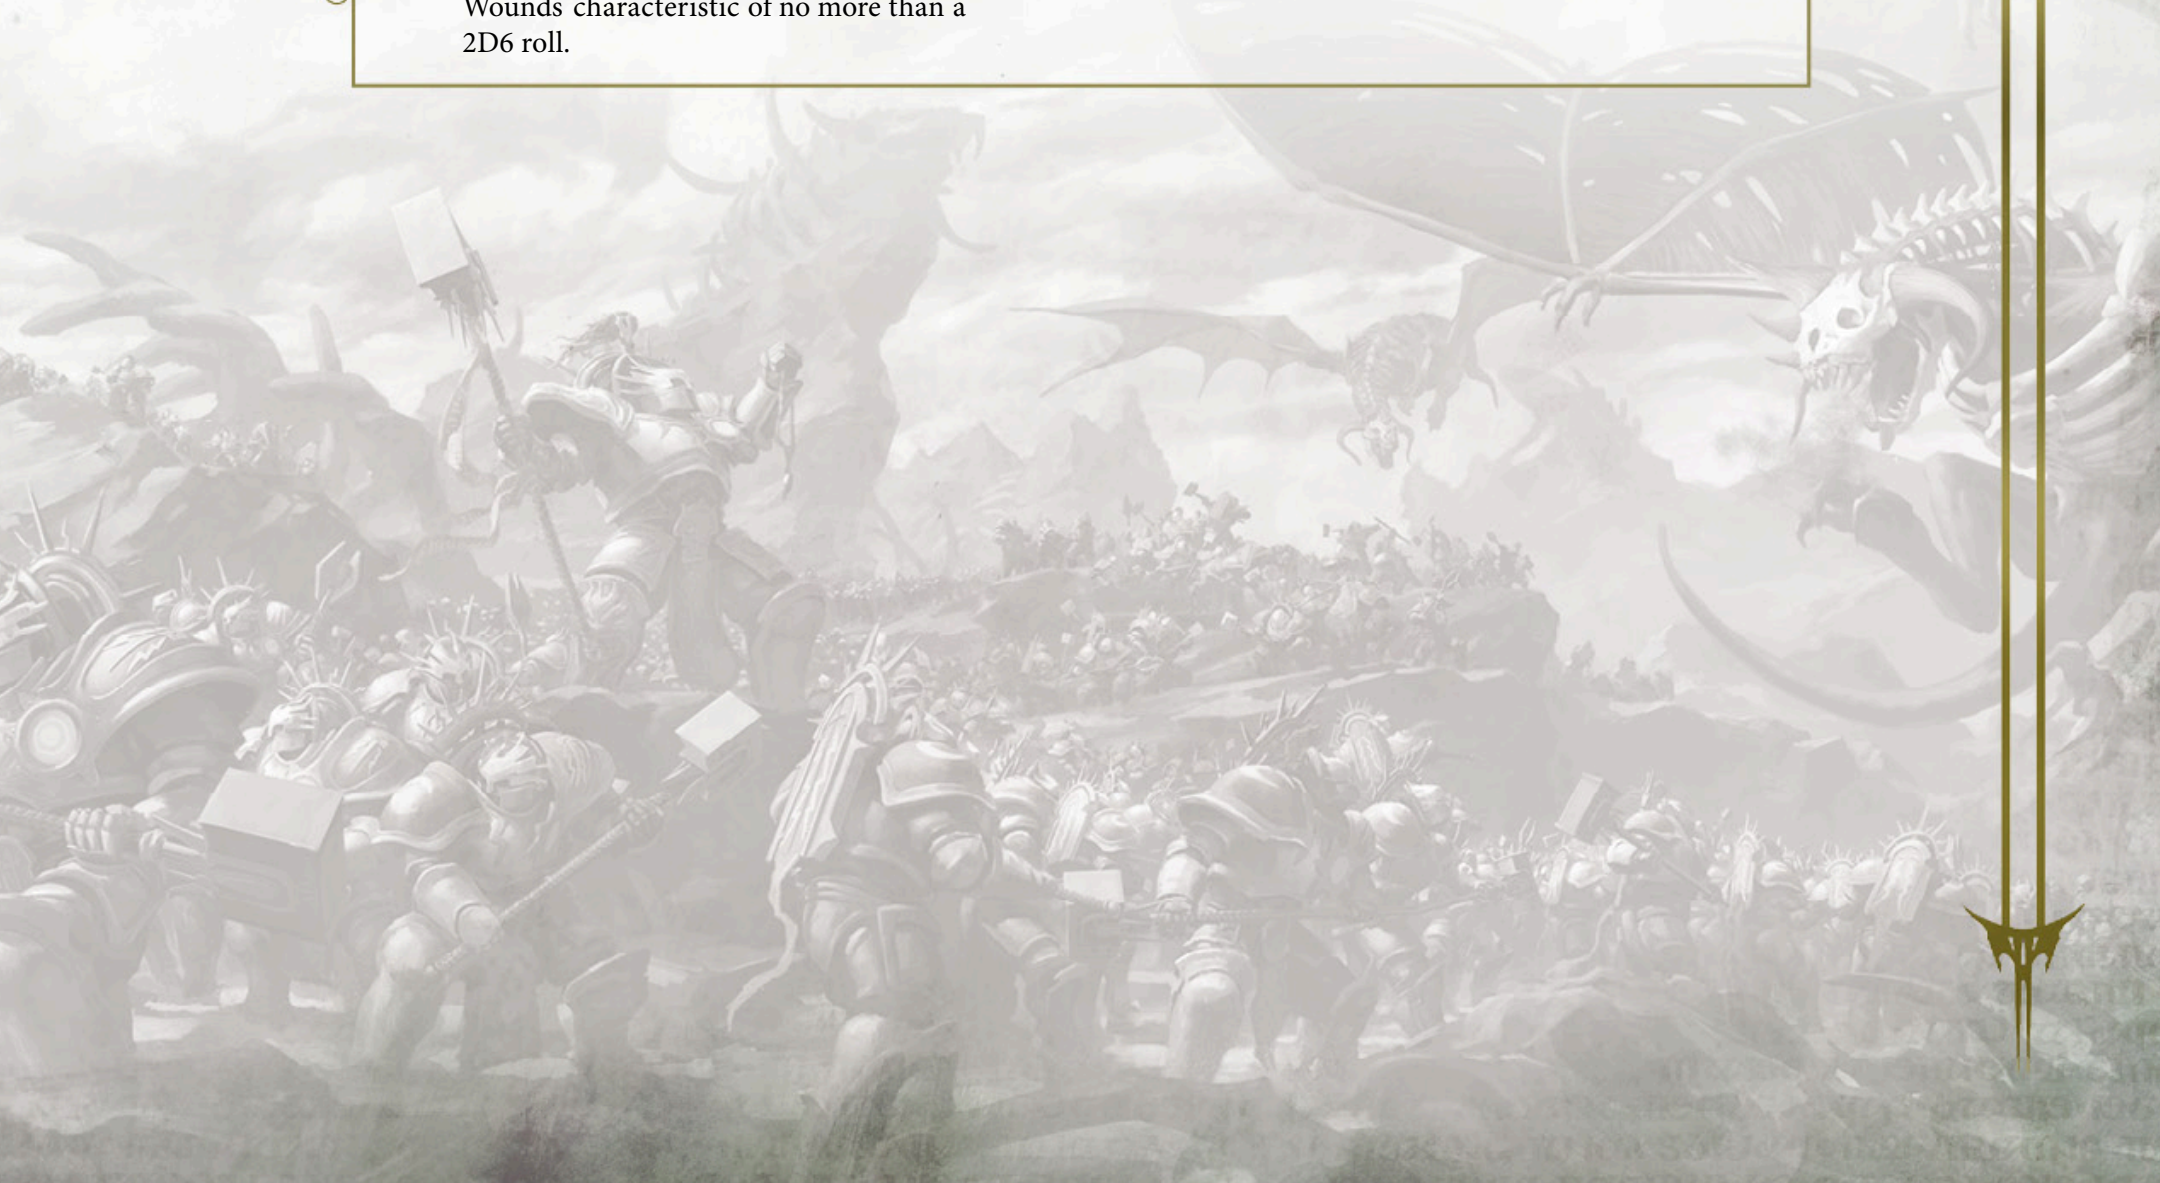 Wounds characteristic of no more than a
2D6 roll.